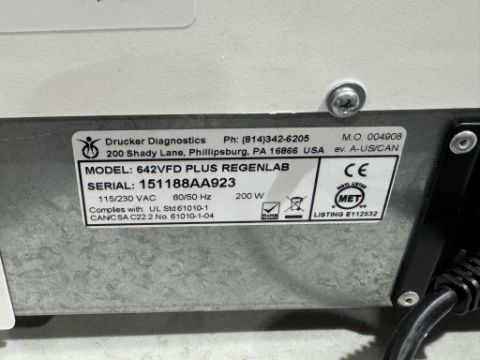 Drucker Diagnostics Ph: (814)342-6205 M.O. 004908
200 Shady Lane, Phillipsburg, PA 16866 USA ev. A-US/CAN
MODEL: 642VFD PLUS REGENLAB
SERIAL: 151188AA923
115/230 VAC 60/50 Hz 200 W
Complies with: UL Std 61010-1
CAN/CSA C22.2 No. 61010-1-04
CE
MET
LISTING E112532